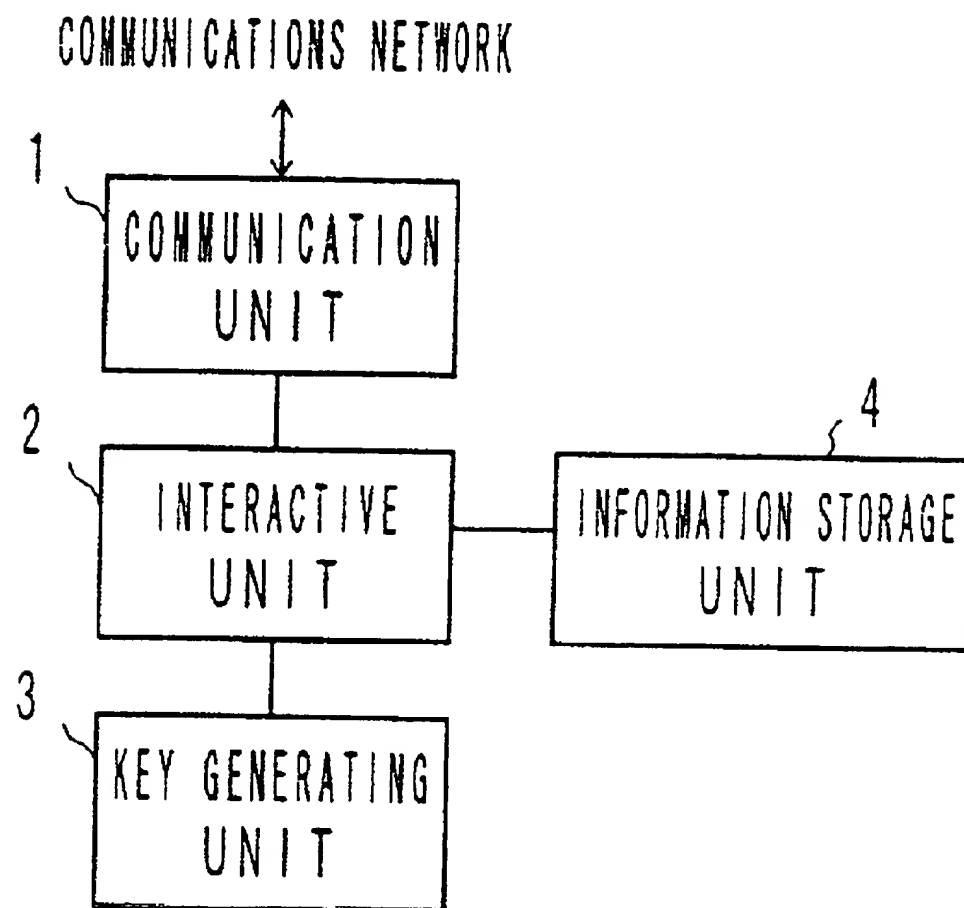 COMMUNICATIONS NETWORK
1
COMMUNICATION
UNIT
2
INTERACTIVE
UNIT
4
INFORMATION STORAGE
UNIT
3
KEY GENERATING
UNIT